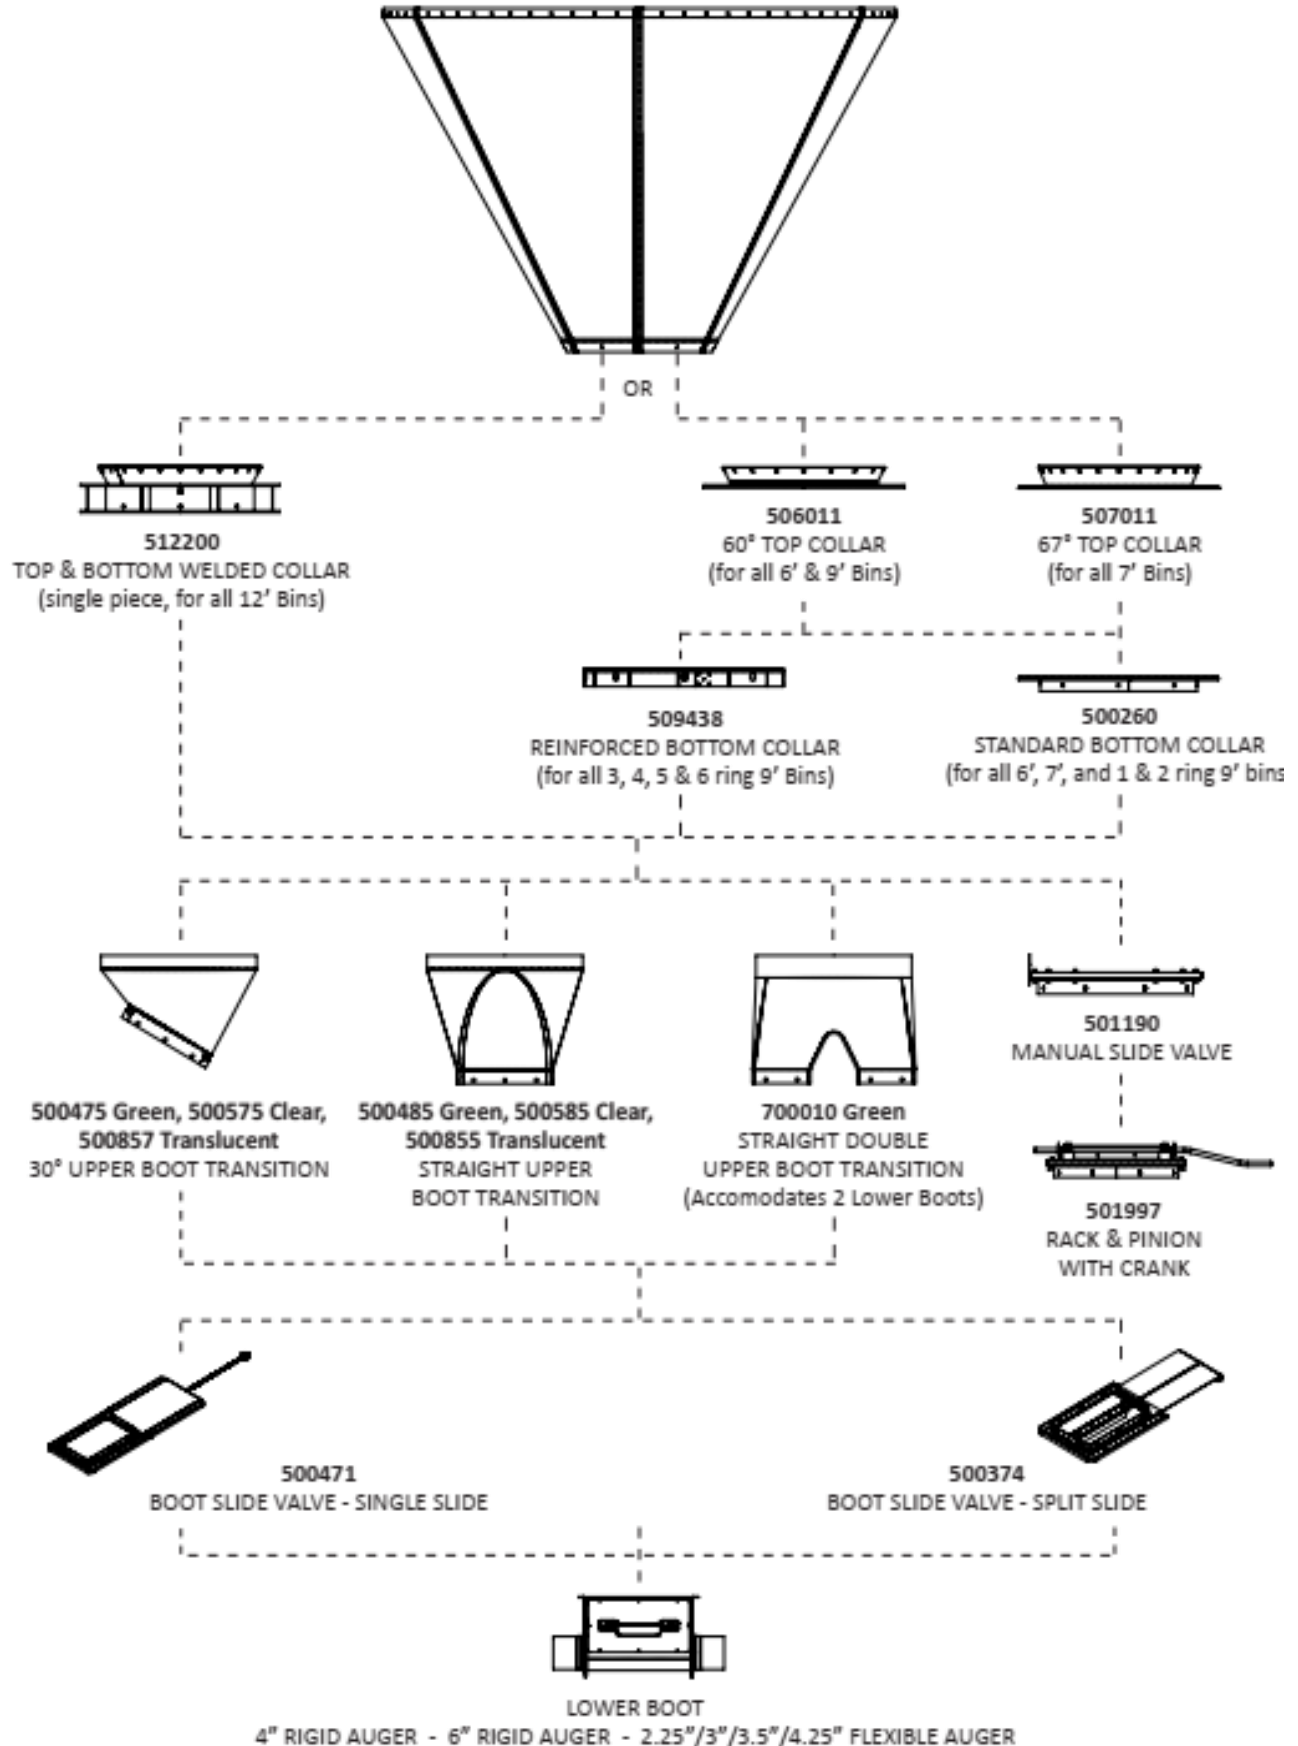 OR
512200
TOP & BOTTOM WELDED COLLAR
(single piece, for all 12' Bins)
506011
60° TOP COLLAR
(for all 6' & 9' Bins)
507011
67° TOP COLLAR
(for all 7' Bins)
509438
REINFORCED BOTTOM COLLAR
(for all 3, 4, 5 & 6 ring 9' Bins)
500260
STANDARD BOTTOM COLLAR
(for all 6', 7', and 1 & 2 ring 9' bins
500475 Green, 500575 Clear,
500857 Translucent
30° UPPER BOOT TRANSITION
500485 Green, 500585 Clear,
500855 Translucent
STRAIGHT UPPER
BOOT TRANSITION
700010 Green
STRAIGHT DOUBLE
UPPER BOOT TRANSITION
(Accomodates 2 Lower Boots)
501190
MANUAL SLIDE VALVE
501997
RACK & PINION
WITH CRANK
500471
BOOT SLIDE VALVE - SINGLE SLIDE
500374
BOOT SLIDE VALVE - SPLIT SLIDE
LOWER BOOT
4" RIGID AUGER - 6" RIGID AUGER - 2.25"/3"/3.5"/4.25" FLEXIBLE AUGER